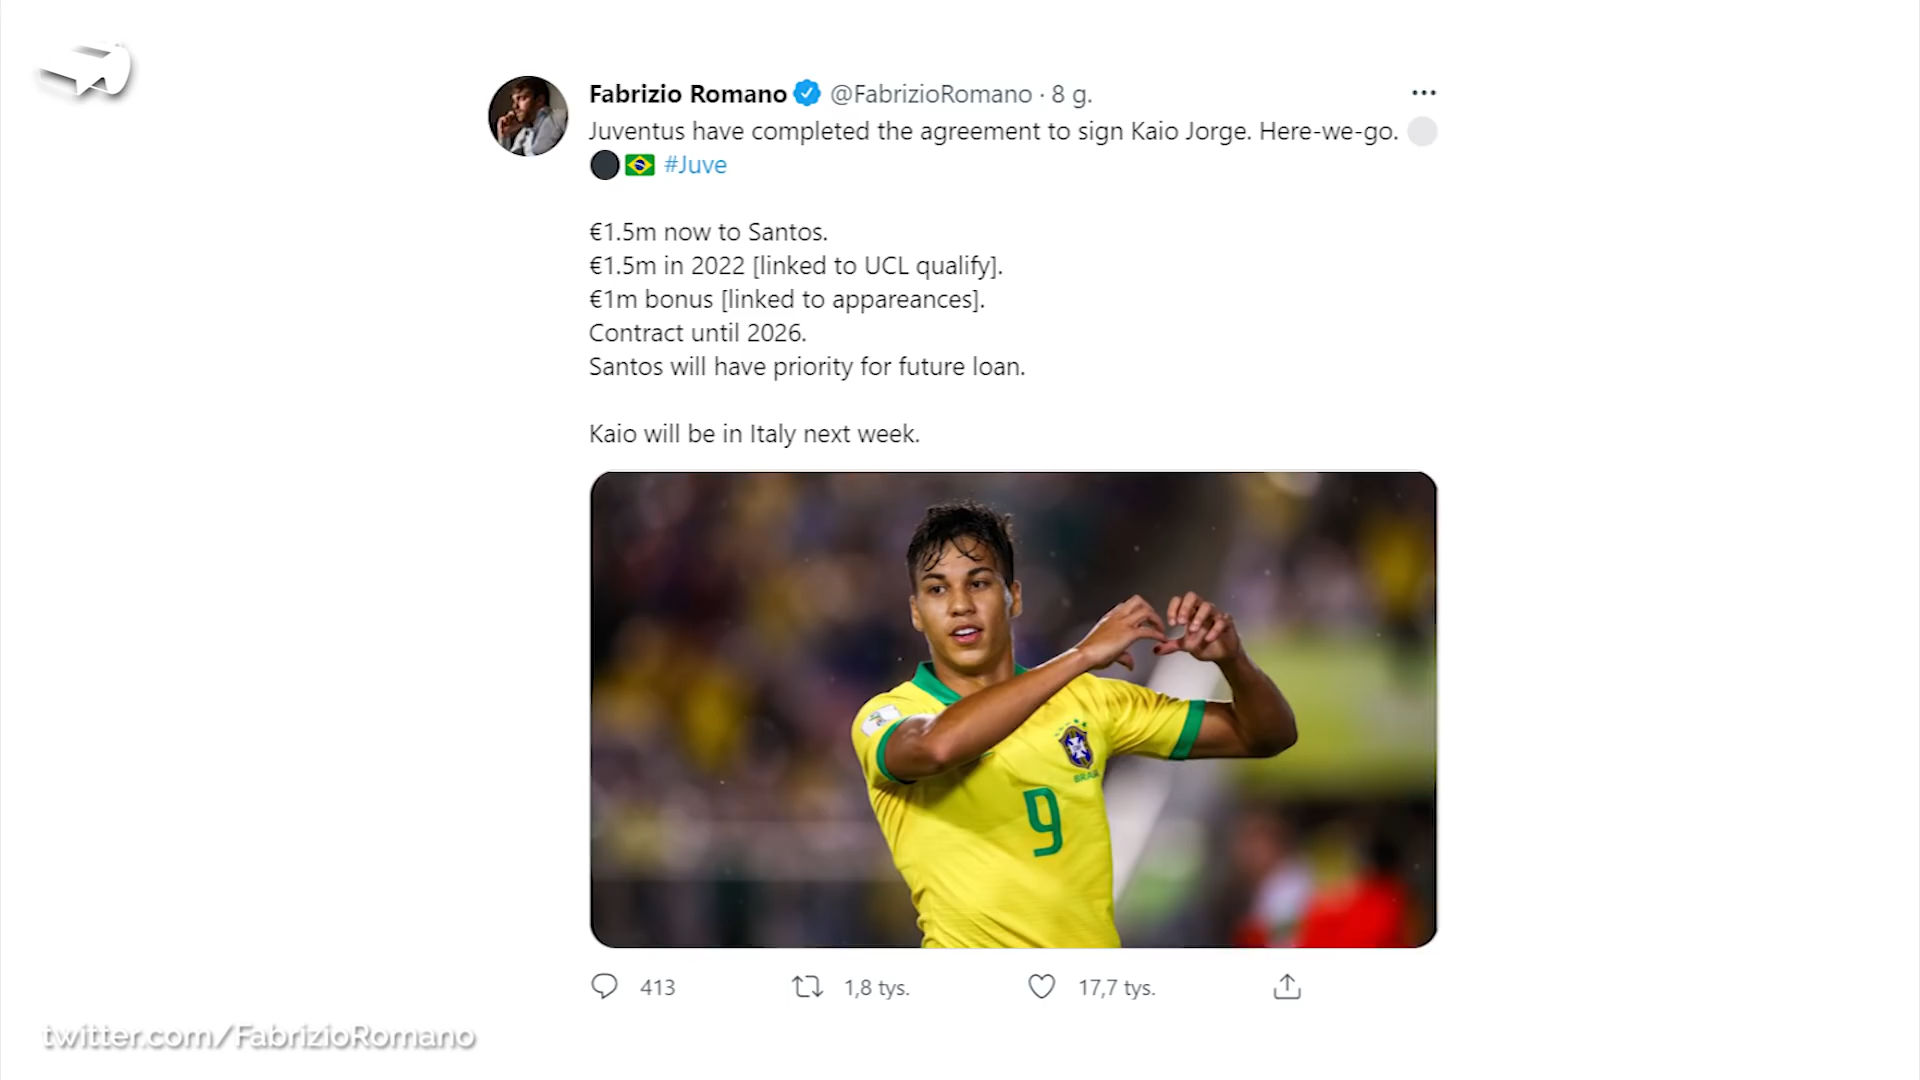 Fabrizio Romano @FabrizioRomano · 8 g.
Juventus have completed the agreement to sign Kaio Jorge. Here-we-go.
#Juve
€1.5m now to Santos.
€1.5m in 2022 [linked to UCL qualify].
€1m bonus [linked to appareances].
Contract until 2026.
Santos will have priority for future loan.
Kaio will be in Italy next week.
BRASIL
9
413 1,8 tys. 17,7 tys.
twitter.com/FabrizioRomano